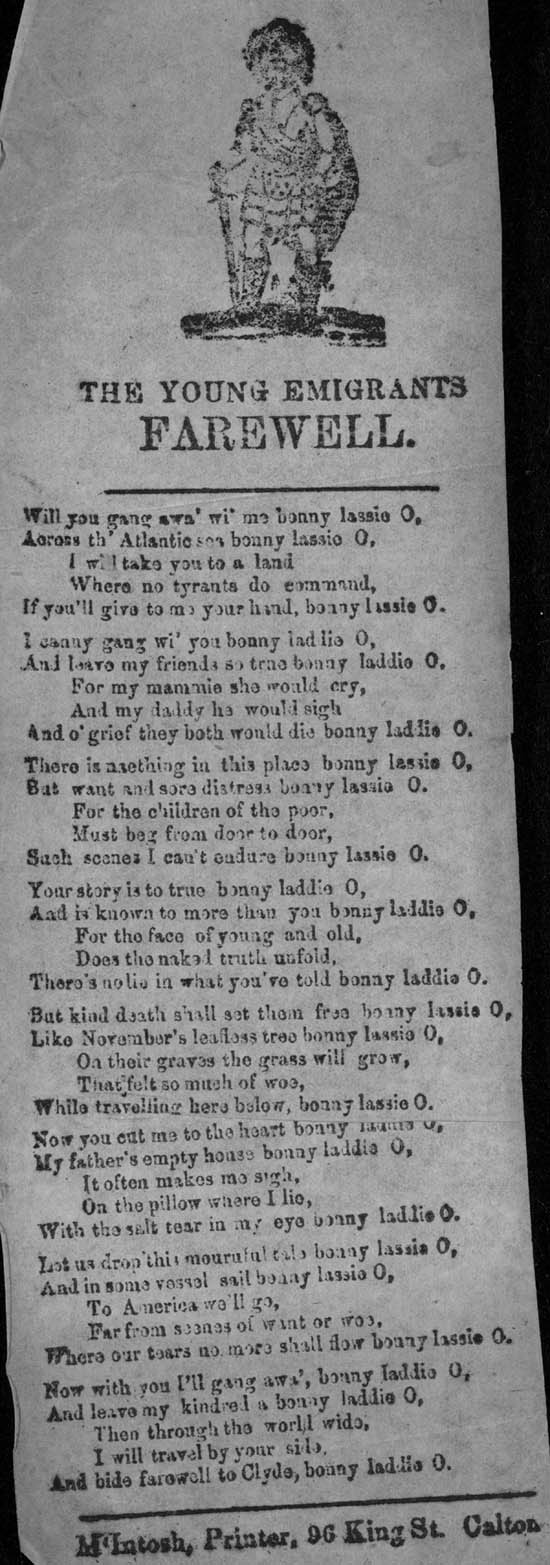 THE YOUNG EMIGRANTS
FAREWELL.
Will you gang awa' wi' me bonny lassie O,
Across th' Atlantic sea bonny lassie O,
I will take you to a land
Where no tyrants do command,
If you'll give to me your hand, bonny lassie O.
I canny gang wi' you bonny laddie O,
And leave my friends so true bonny laddie O.
For my mammie she would cry,
And my daddy he would sigh
And o' grief they both would die bonny laddie O.
There is naething in this place bonny lassie O,
But want and sore distress bonny lassie O.
For the children of the poor,
Must beg from door to door,
Such scenes I can't endure bonny lassie O.
Your story is to true bonny laddie O,
And is known to more than you bonny laddie O,
For the face of young and old,
Does the naked truth unfold,
There's no lie in what you've told bonny laddie O.
But kind death shall set them free bonny lassie O,
Like November's leafless tree bonny lassie O,
On their graves the grass will grow,
That felt so much of woe,
While travelling here below, bonny lassie O.
Now you cut me to the heart bonny laddie O,
My father's empty house bonny laddie O,
It often makes me sigh,
On the pillow where I lie,
With the salt tear in my eye bonny laddie O.
Let us drop this mournful tale bonny lassie O,
And in some vessel sail bonny lassie O,
To America we'll go,
Far from scenes of want or woe,
Where our tears no more shall flow bonny lassie O.
Now with you I'll gang awa', bonny laddie O,
And leave my kindred a bonny laddie O,
Then through the world wide,
I will travel by your side,
And bide farewell to Clyde, bonny laddie O.
McIntosh, Printer, 96 King St. Calton